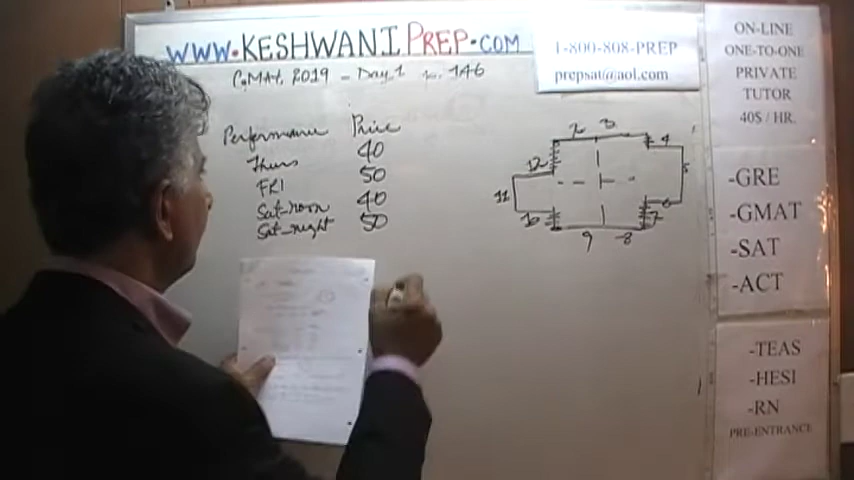 www.KESHWANIPREP.COM
GMAT, 2019 - Day 1 p. 146
1-800-808-PREP
prepsat@aol.com
ON-LINE
ONE-TO-ONE
PRIVATE
TUTOR
40$ / HR.
-GRE
-GMAT
-SAT
-ACT
-TEAS
-HESI
-RN
PRE-ENTRANCE
Performance Price
Thurs 40
FRI 50
Sat-noon 40
Sat-night 50
2 3
12 4
11 5
10 6
7
9 8